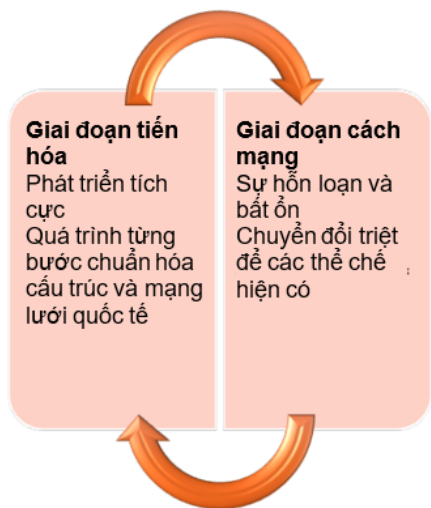 Giai đoạn tiến
hóa
Phát triển tích
cực
Quá trình từng
bước chuẩn hóa
cấu trúc và mạng
lưới quốc tế
Giai đoạn cách
mạng
Sự hỗn loạn và
bất ổn
Chuyển đổi triệt
để các thể chế
hiện có